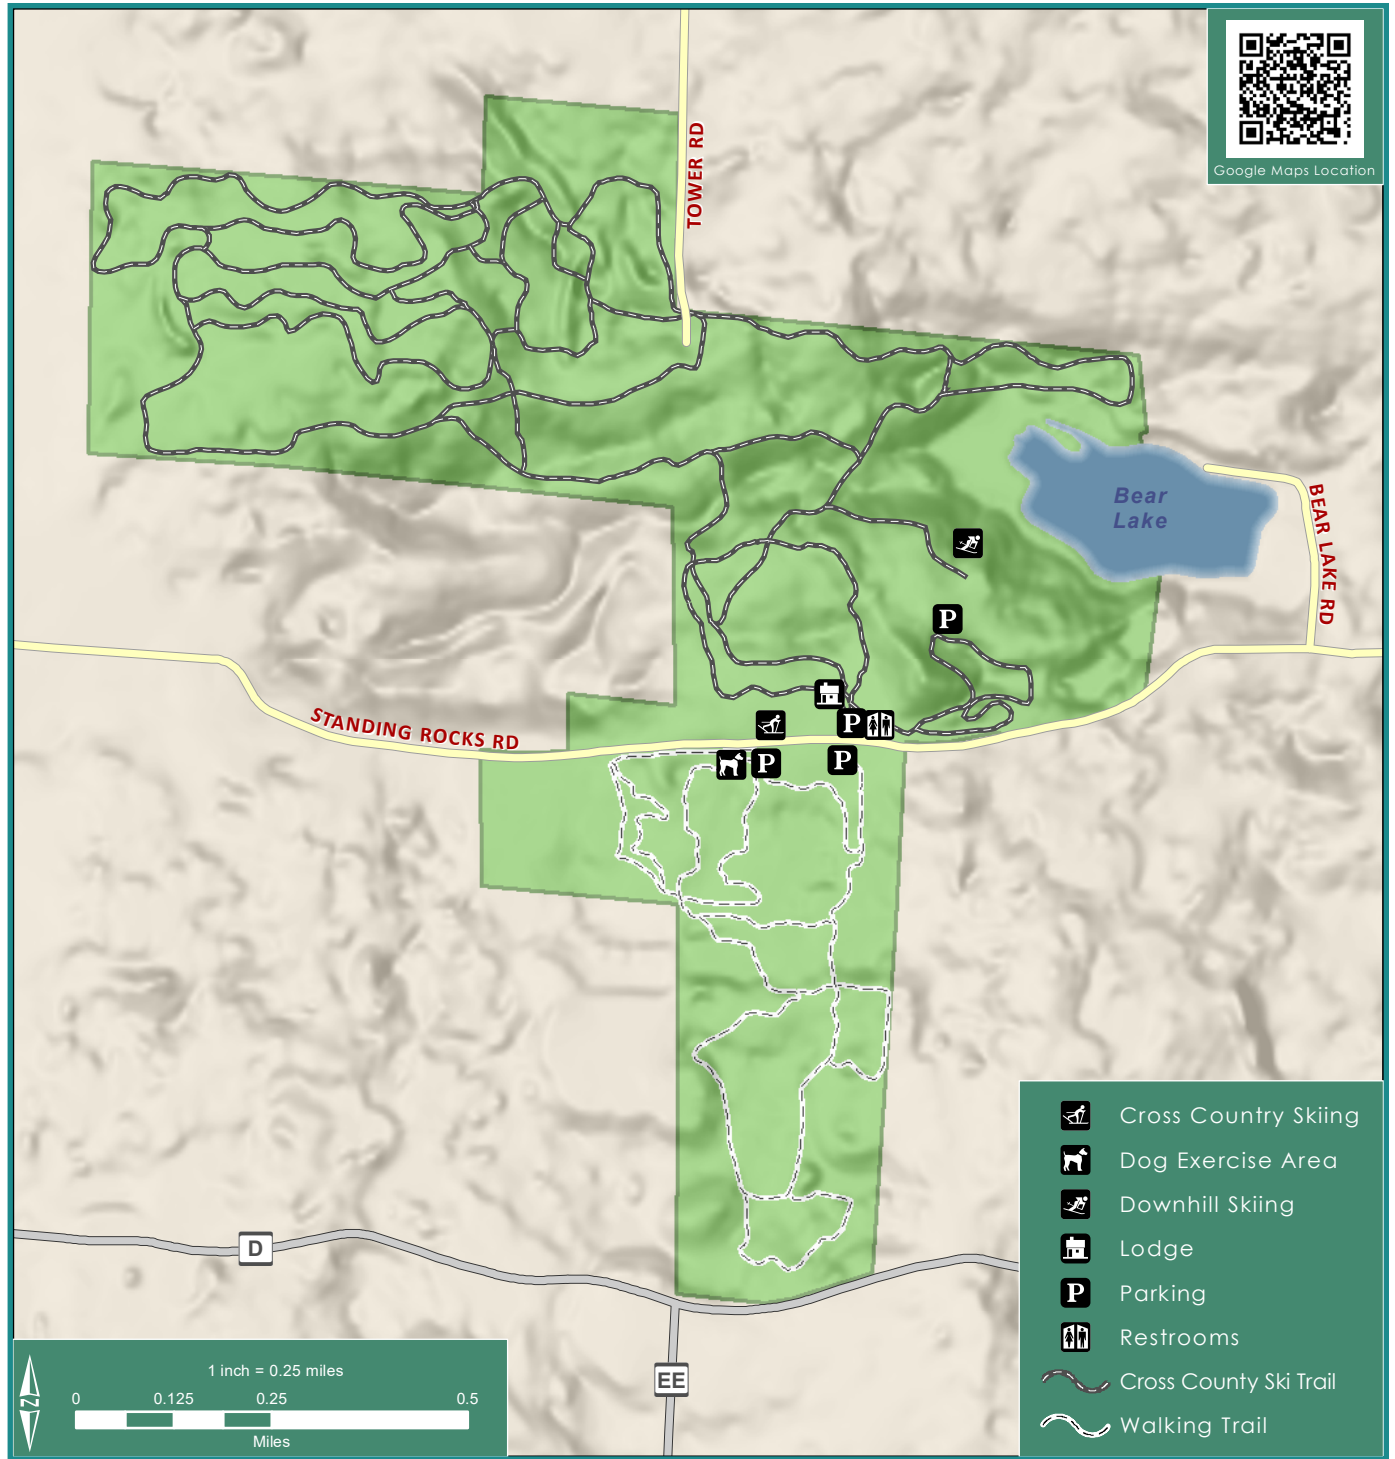 Google Maps Location
TOWER RD
Bear
Lake
BEAR LAKE RD
STANDING ROCKS RD
P
P
P
P
D
EE
Cross Country Skiing
Dog Exercise Area
Downhill Skiing
Lodge
P Parking
Restrooms
Cross County Ski Trail
Walking Trail
N
1 inch = 0.25 miles
0 0.125 0.25 0.5
Miles